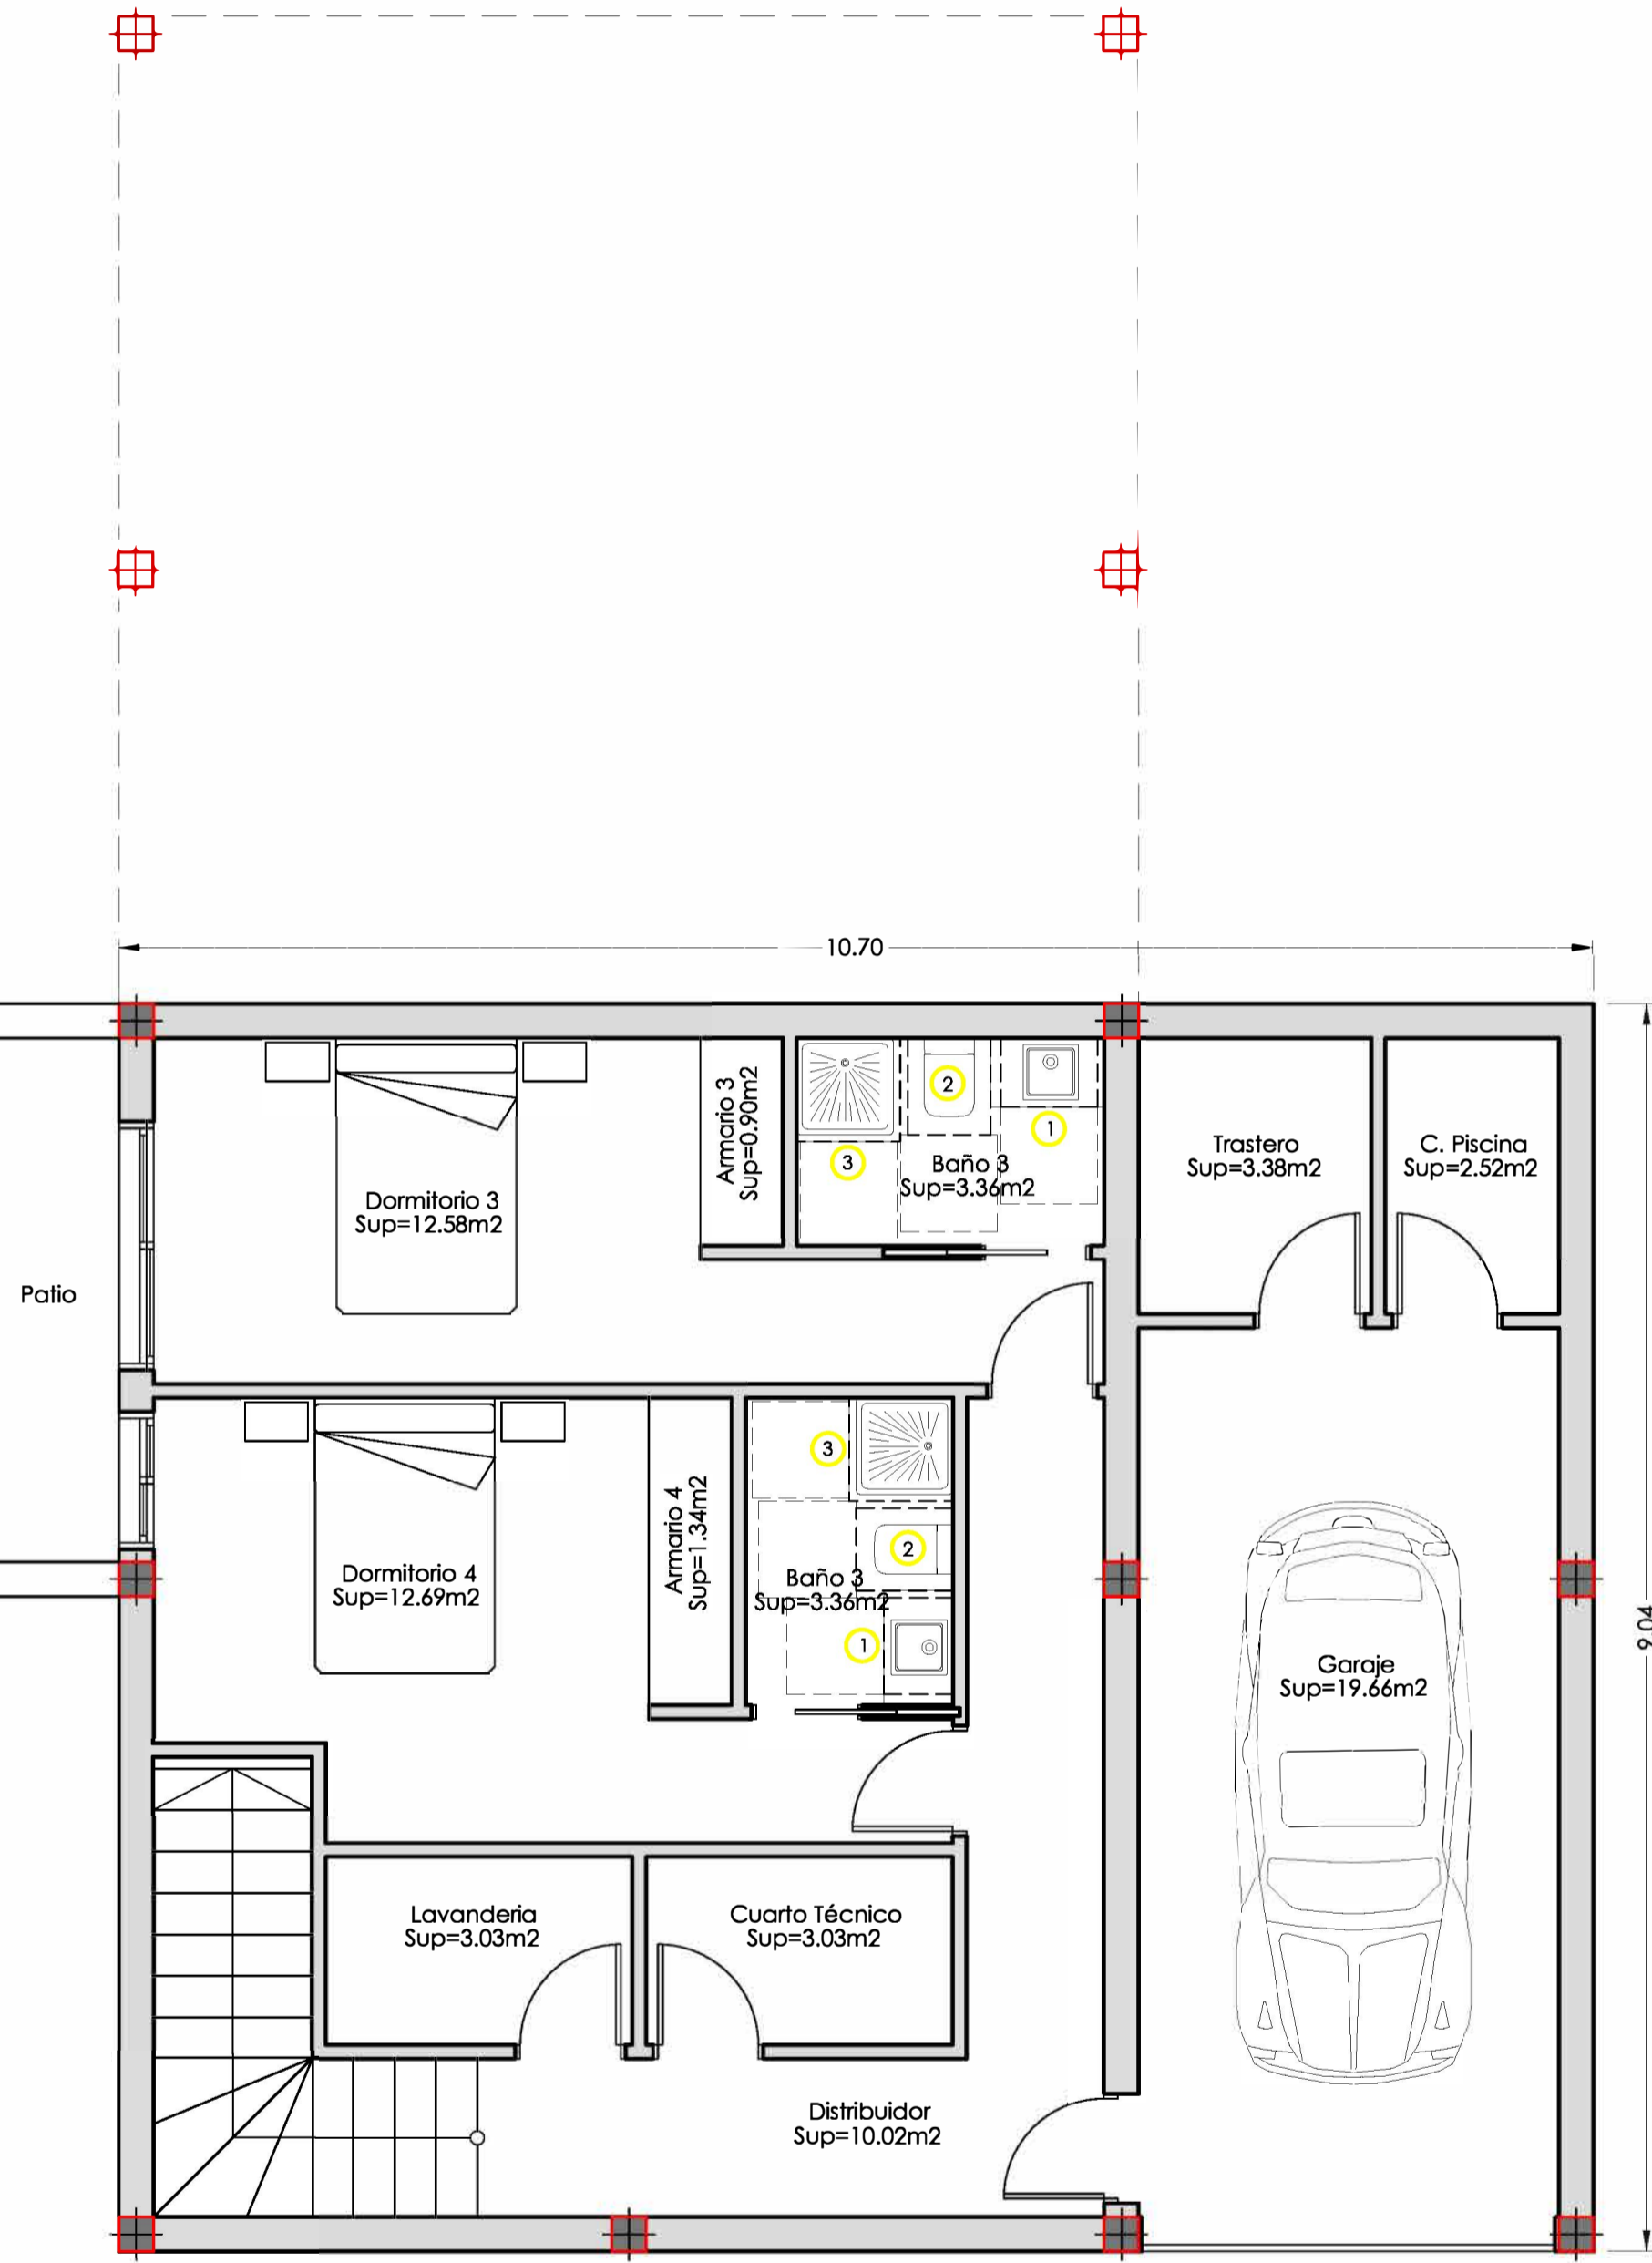 10.70
Armario 3
Sup=0.90m2
2
1
3
Baño 3
Sup=3.36m2
Trastero
Sup=3.38m2
C. Piscina
Sup=2.52m2
Dormitorio 3
Sup=12.58m2
Patio
3
Armario 4
Sup=1.34m2
2
Dormitorio 4
Sup=12.69m2
Baño 3
Sup=3.36m2
1
9.04
Garaje
Sup=19.66m2
Lavanderia
Sup=3.03m2
Cuarto Técnico
Sup=3.03m2
Distribuidor
Sup=10.02m2